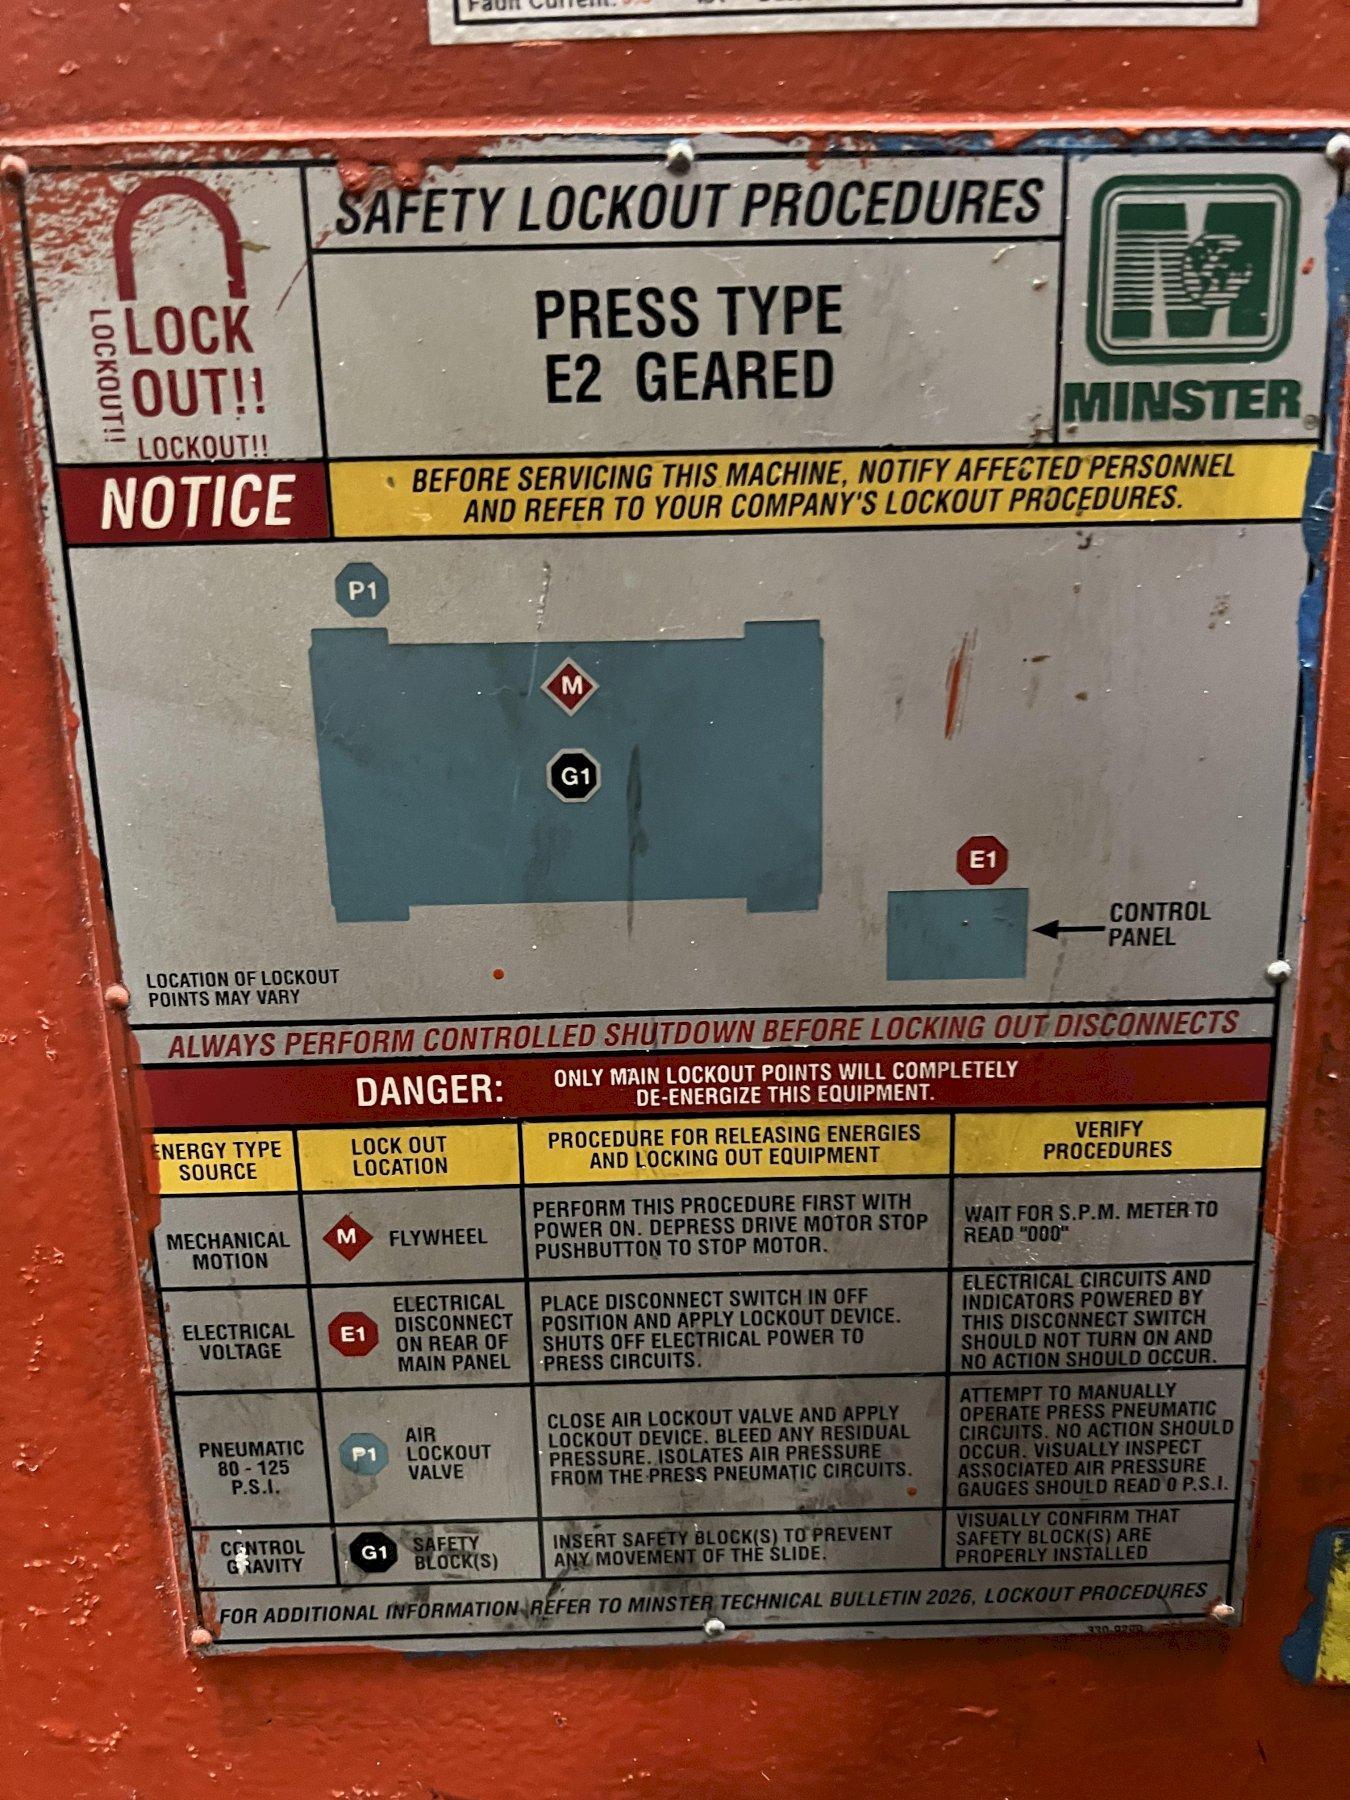 Fault Current:
LOCK
OUT!!
LOCKOUT!!
LOCKOUT!!
SAFETY LOCKOUT PROCEDURES
PRESS TYPE
E2 GEARED
MINSTER
NOTICE
BEFORE SERVICING THIS MACHINE, NOTIFY AFFECTED PERSONNEL
AND REFER TO YOUR COMPANY'S LOCKOUT PROCEDURES.
P1
M
G1
E1
CONTROL
PANEL
LOCATION OF LOCKOUT
POINTS MAY VARY
ALWAYS PERFORM CONTROLLED SHUTDOWN BEFORE LOCKING OUT DISCONNECTS
DANGER:
ONLY MAIN LOCKOUT POINTS WILL COMPLETELY
DE-ENERGIZE THIS EQUIPMENT.
ENERGY TYPE
SOURCE
LOCK OUT
LOCATION
PROCEDURE FOR RELEASING ENERGIES
AND LOCKING OUT EQUIPMENT
VERIFY
PROCEDURES
MECHANICAL
MOTION
M
FLYWHEEL
PERFORM THIS PROCEDURE FIRST WITH
POWER ON. DEPRESS DRIVE MOTOR STOP
PUSHBUTTON TO STOP MOTOR.
WAIT FOR S.P.M. METER TO
READ "000"
ELECTRICAL
VOLTAGE
E1
ELECTRICAL
DISCONNECT
ON REAR OF
MAIN PANEL
PLACE DISCONNECT SWITCH IN OFF
POSITION AND APPLY LOCKOUT DEVICE.
SHUTS OFF ELECTRICAL POWER TO
PRESS CIRCUITS.
ELECTRICAL CIRCUITS AND
INDICATORS POWERED BY
THIS DISCONNECT SWITCH
SHOULD NOT TURN ON AND
NO ACTION SHOULD OCCUR.
PNEUMATIC
80 - 125
P.S.I.
P1
AIR
LOCKOUT
VALVE
CLOSE AIR LOCKOUT VALVE AND APPLY
LOCKOUT DEVICE. BLEED ANY RESIDUAL
PRESSURE. ISOLATES AIR PRESSURE
FROM THE PRESS PNEUMATIC CIRCUITS.
ATTEMPT TO MANUALLY
OPERATE PRESS PNEUMATIC
CIRCUITS. NO ACTION SHOULD
OCCUR. VISUALLY INSPECT
ASSOCIATED AIR PRESSURE
GAUGES SHOULD READ 0 P.S.I.
CONTROL
GRAVITY
G1
SAFETY
BLOCK(S)
INSERT SAFETY BLOCK(S) TO PREVENT
ANY MOVEMENT OF THE SLIDE.
VISUALLY CONFIRM THAT
SAFETY BLOCK(S) ARE
PROPERLY INSTALLED
FOR ADDITIONAL INFORMATION, REFER TO MINSTER TECHNICAL BULLETIN 2026, LOCKOUT PROCEDURES